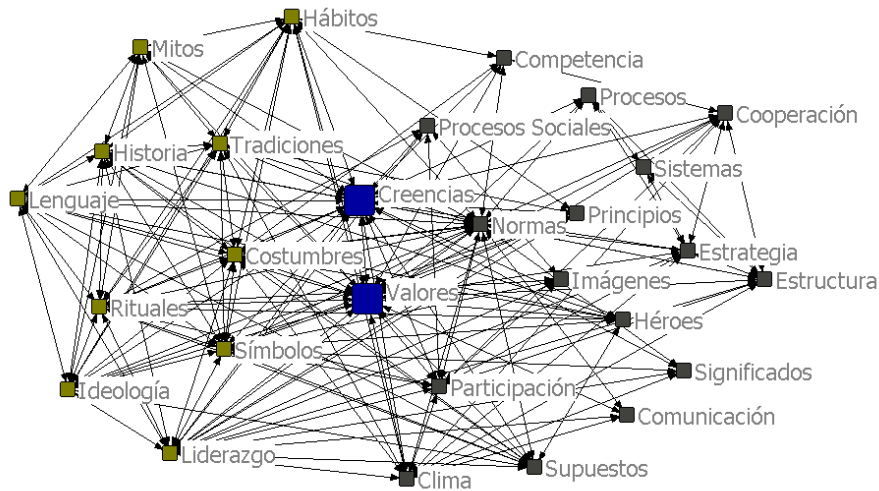 Hábitos
Mitos
Competencia
Procesos
Cooperación
Procesos Sociales
Historia
Tradiciones
Sistemas
Lenguaje
Creencias
Principios
Normas
Costumbres
Estrategia
Imágenes
Estructura
Valores
Rituales
Héroes
Símbolos
Significados
Ideología
Participación
Comunicación
Liderazgo
Supuestos
Clima